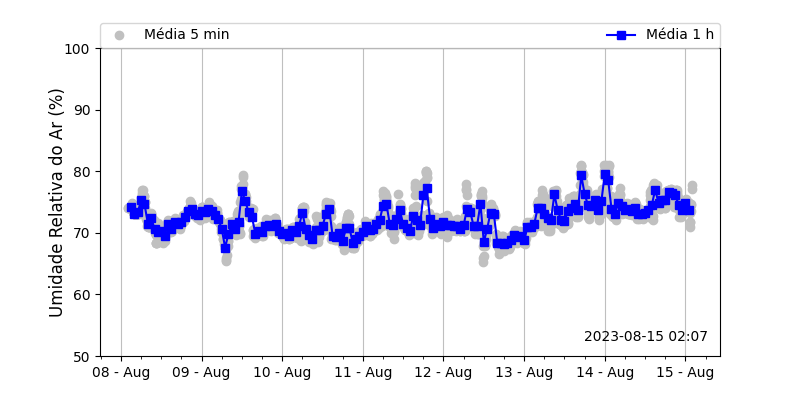 Média 5 min
Média 1 h
Umidade Relativa do Ar (%)
100
90
80
70
60
50
2023-08-15 02:07
08 - Aug
09 - Aug
10 - Aug
11 - Aug
12 - Aug
13 - Aug
14 - Aug
15 - Aug